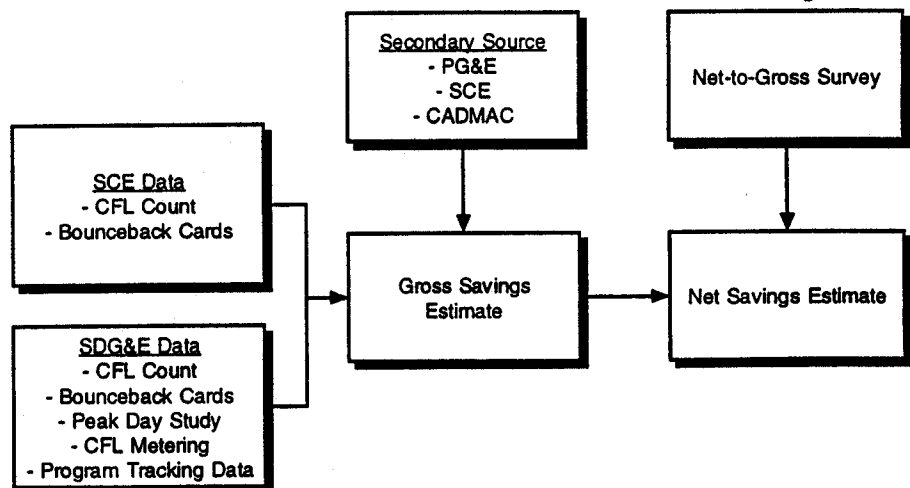 Secondary Source
- PG&E
- SCE
- CADMAC
Net-to-Gross Survey
SCE Data
- CFL Count
- Bounceback Cards
Gross Savings
Estimate
Net Savings Estimate
SDG&E Data
- CFL Count
- Bounceback Cards
- Peak Day Study
- CFL Metering
- Program Tracking Data